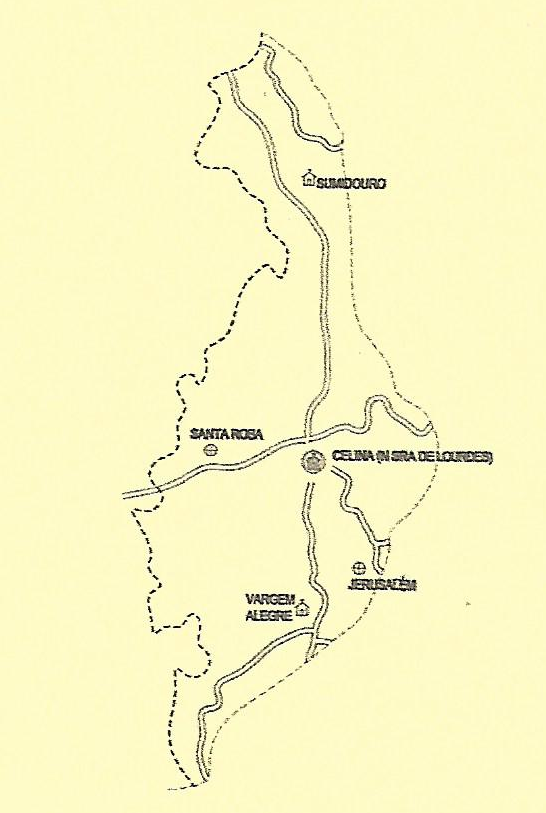 SUMIDOURO
SANTA ROSA
CELINA (N SRA DE LOURDES)
JERUSALÉM
VARGEM
ALEGRE